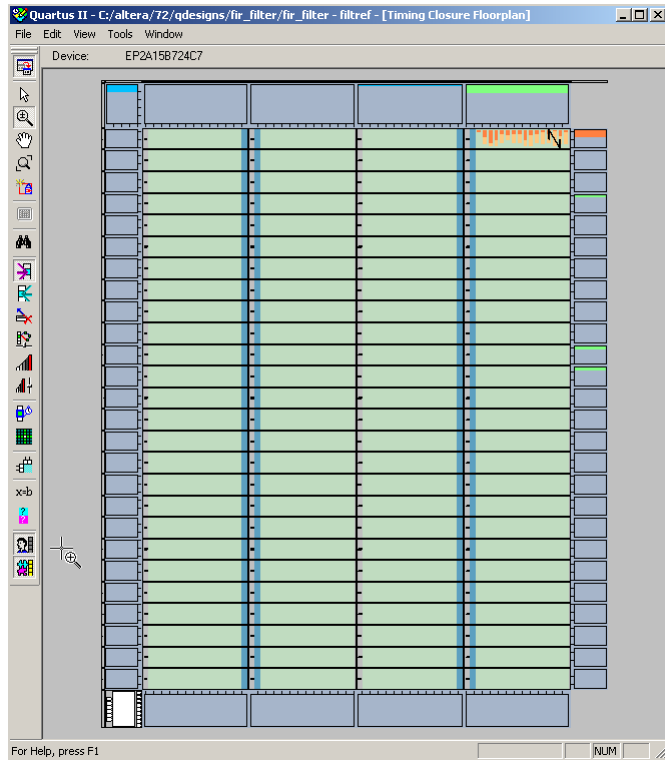 Quartus II - C:/altera/72/qdesigns/fir_filter/fir_filter - filtref - [Timing Closure Floorplan]
File Edit View Tools Window
Device: EP2A15B724C7
x=b
For Help, press F1
NUM